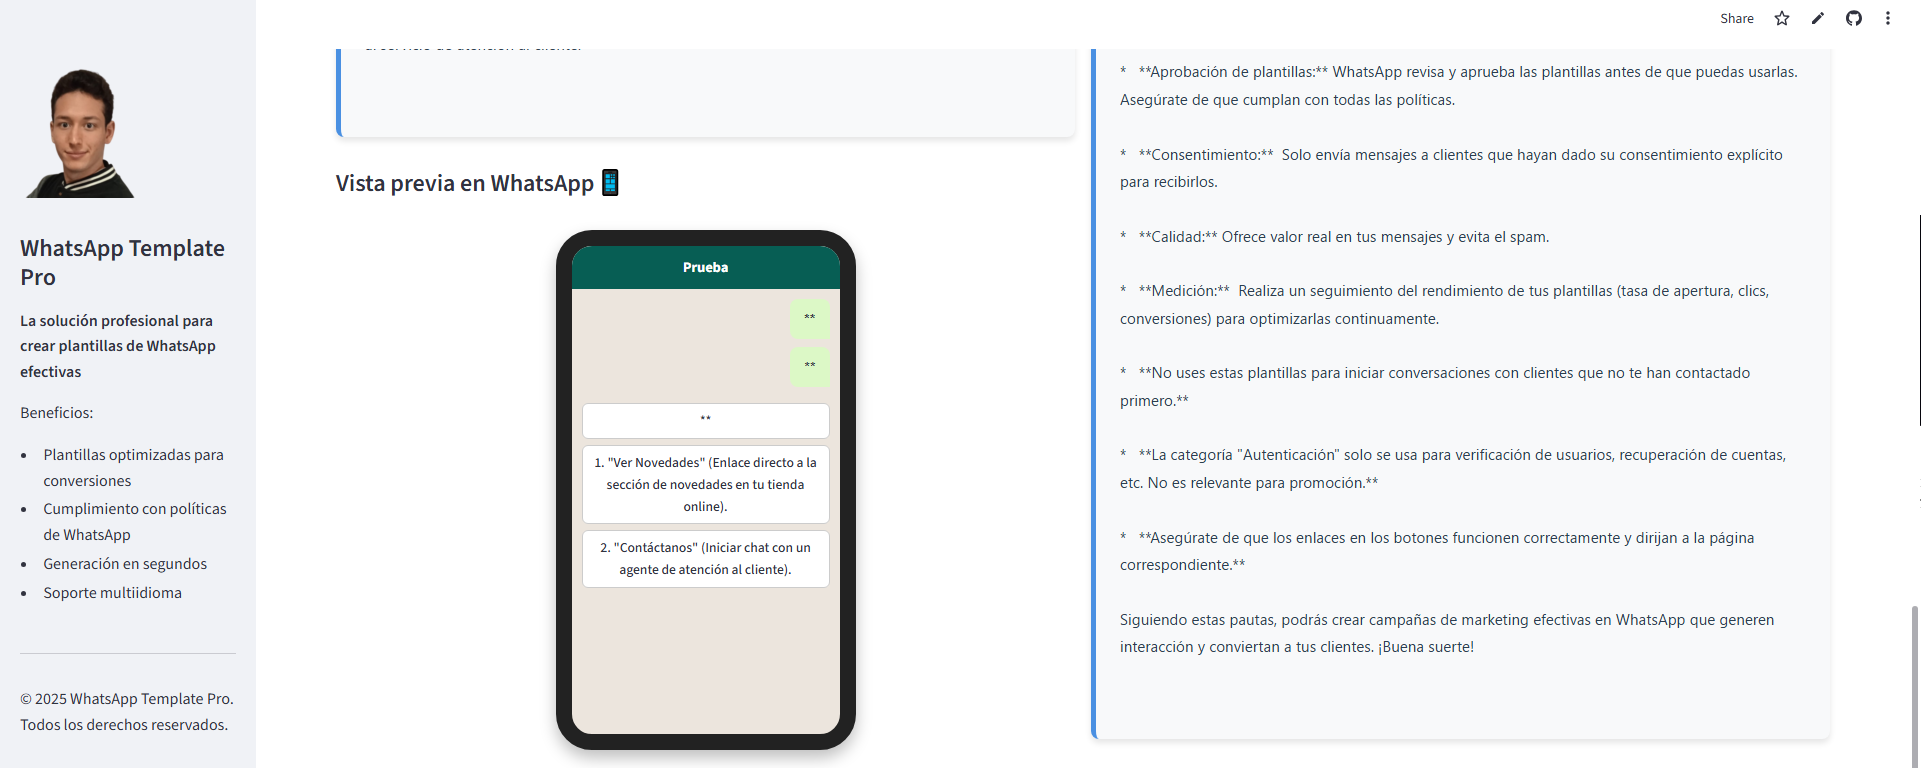 Share
WhatsApp Template
Pro
La solución profesional para
crear plantillas de WhatsApp
efectivas
Beneficios:
• Plantillas optimizadas para
conversiones
• Cumplimiento con políticas
de WhatsApp
• Generación en segundos
• Soporte multiidioma
© 2025 WhatsApp Template Pro.
Todos los derechos reservados.
Vista previa en WhatsApp
Prueba
**
**
**
1. "Ver Novedades" (Enlace directo a la
sección de novedades en tu tienda
online).
2. "Contáctanos" (Iniciar chat con un
agente de atención al cliente).
* **Aprobación de plantillas:** WhatsApp revisa y aprueba las plantillas antes de que puedas usarlas.
Asegúrate de que cumplan con todas las políticas.
* **Consentimiento:** Solo envía mensajes a clientes que hayan dado su consentimiento explícito
para recibirlos.
* **Calidad:** Ofrece valor real en tus mensajes y evita el spam.
* **Medición:** Realiza un seguimiento del rendimiento de tus plantillas (tasa de apertura, clics,
conversiones) para optimizarlas continuamente.
* **No uses estas plantillas para iniciar conversaciones con clientes que no te han contactado
primero.**
* **La categoría "Autenticación" solo se usa para verificación de usuarios, recuperación de cuentas,
etc. No es relevante para promoción.**
* **Asegúrate de que los enlaces en los botones funcionen correctamente y dirijan a la página
correspondiente.**
Siguiendo estas pautas, podrás crear campañas de marketing efectivas en WhatsApp que generen
interacción y conviertan a tus clientes. ¡Buena suerte!